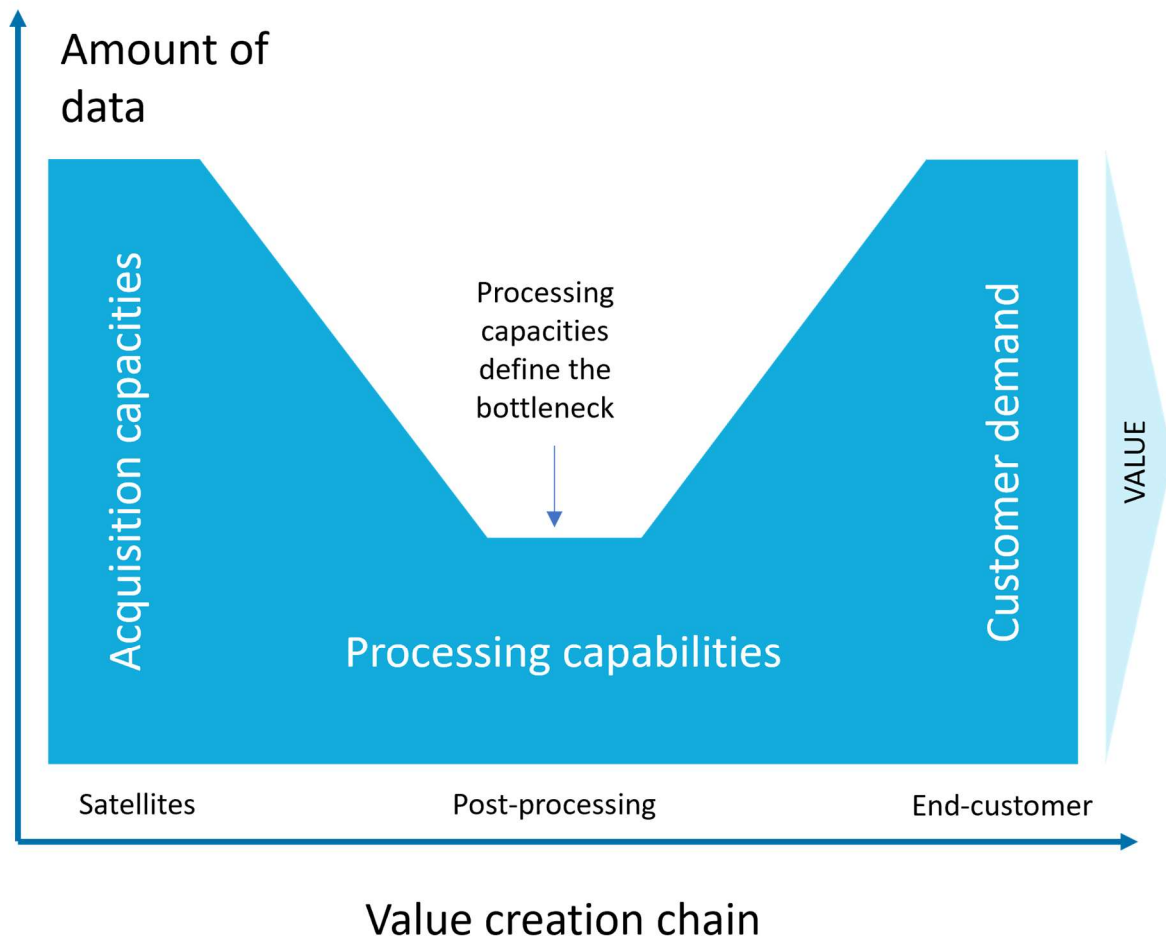 Amount of
data
Acquisition capacities
Processing
capacities
define the
bottleneck
Processing capabilities
Customer demand
VALUE
Satellites
Post-processing
End-customer
Value creation chain